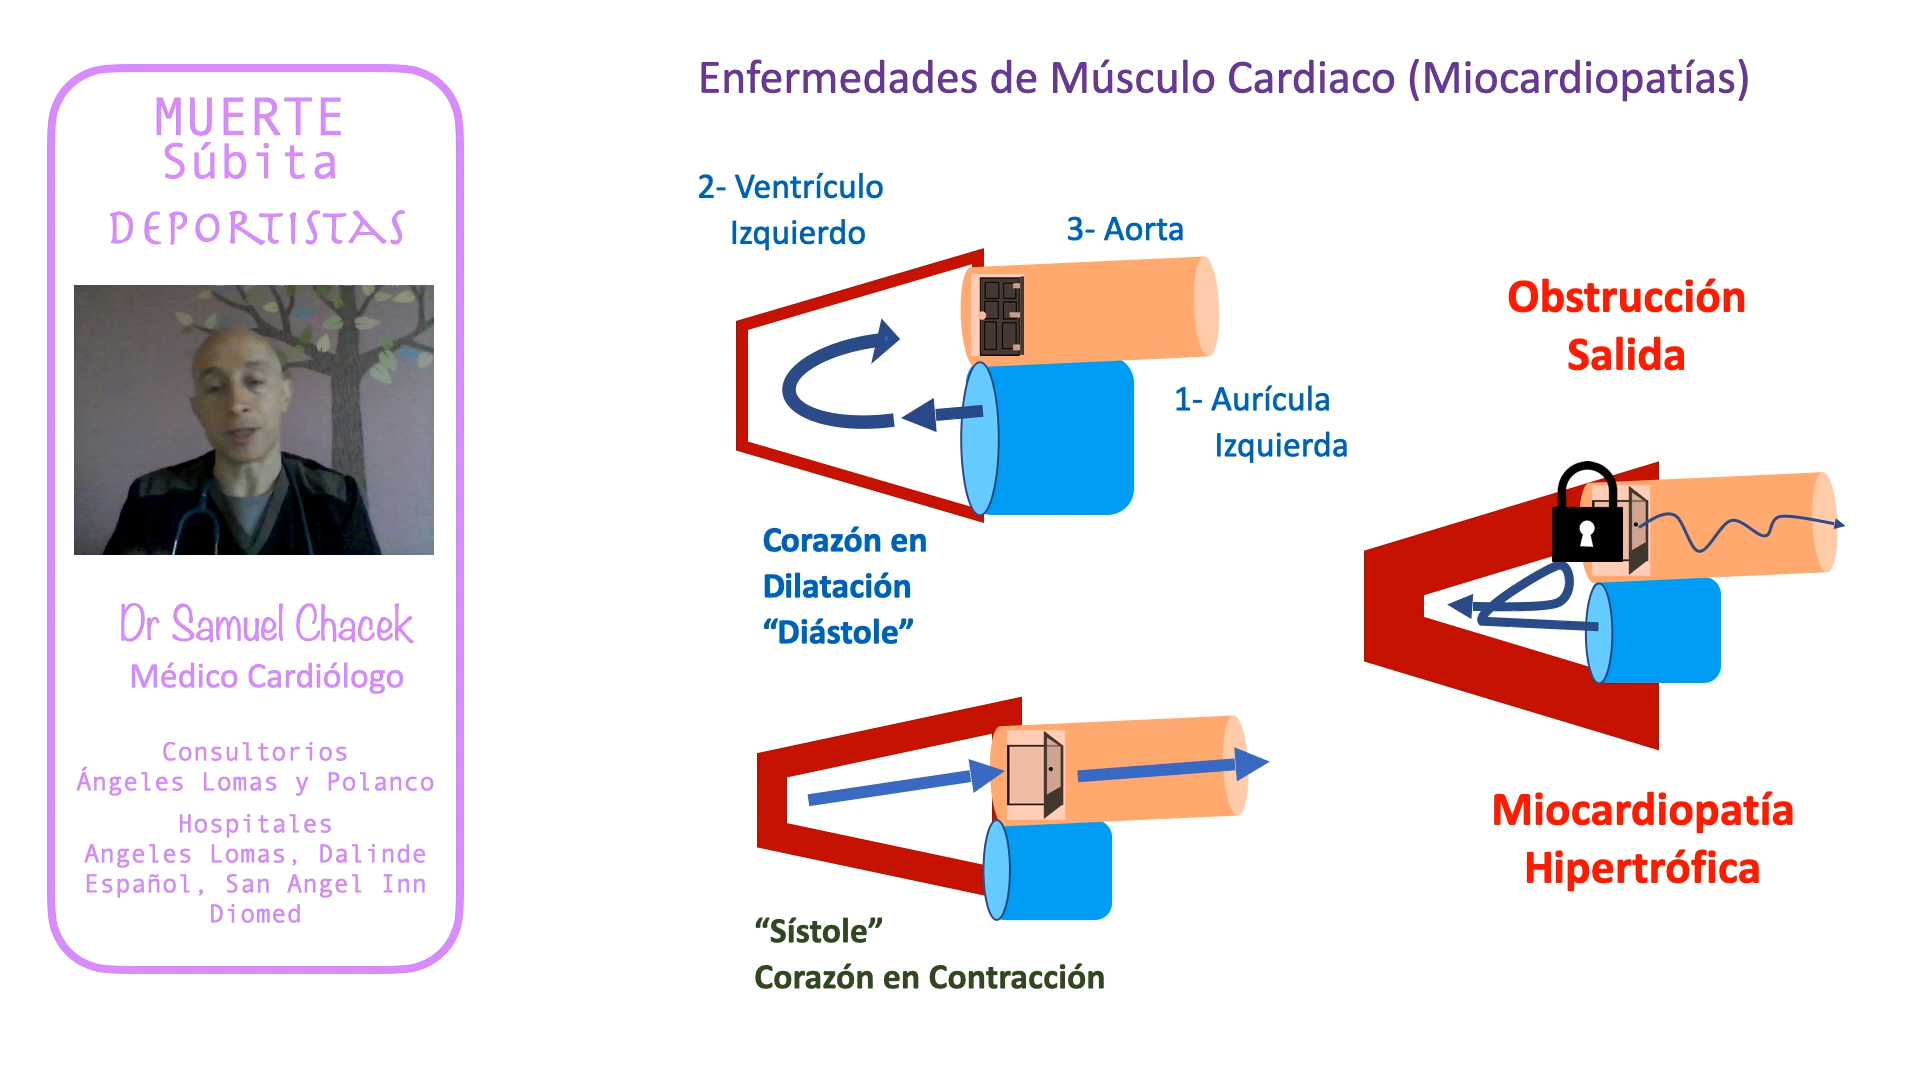 MUERTE
Súbita
DEPORTISTAS
Dr Samuel Chacek
Médico Cardiólogo
Consultorios
Ángeles Lomas y Polanco
Hospitales
Angeles Lomas, Dalinde
Español, San Angel Inn
Diomed
Enfermedades de Músculo Cardiaco (Miocardiopatías)
2- Ventrículo
Izquierdo
3- Aorta
1- Aurícula
Izquierda
Corazón en
Dilatación
“Diástole”
“Sístole”
Corazón en Contracción
Obstrucción
Salida
Miocardiopatía
Hipertrófica